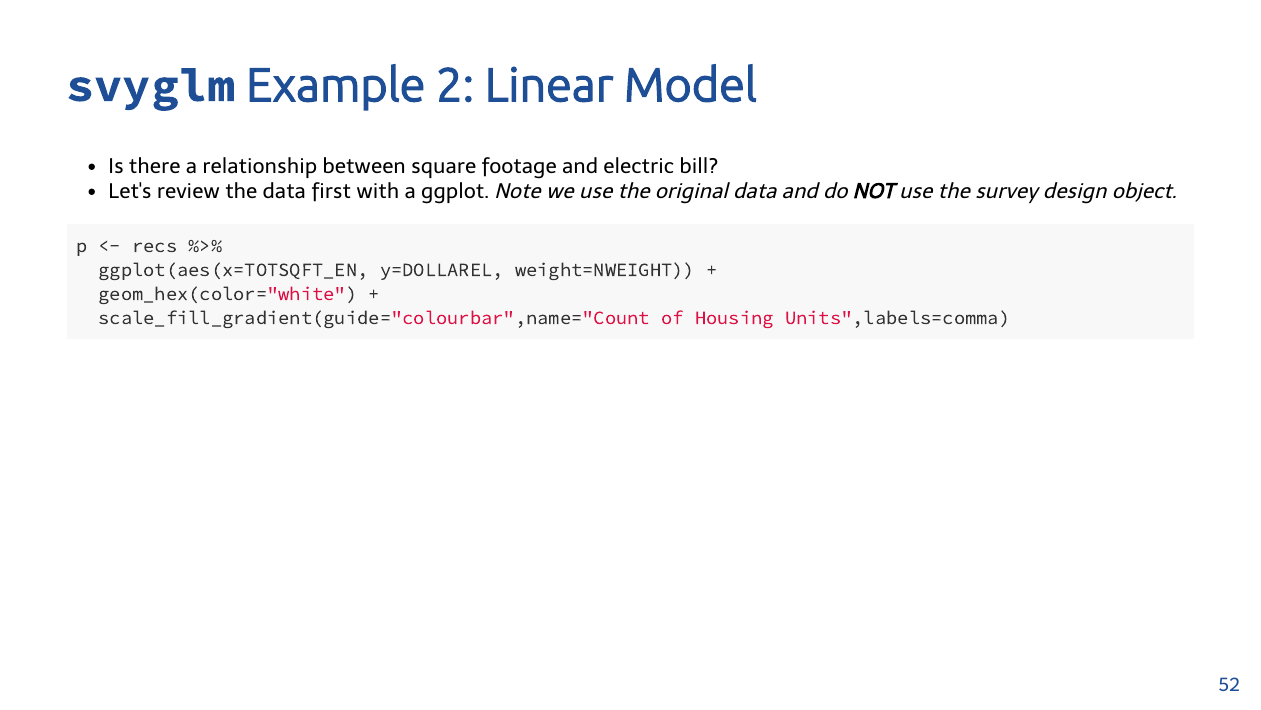 svyglm Example 2: Linear Model
• Is there a relationship between square footage and electric bill?
• Let's review the data first with a ggplot. Note we use the original data and do NOT use the survey design object.
p <- recs %>%
  ggplot(aes(x=TOTSQFT_EN, y=DOLLAREL, weight=NWEIGHT)) +
  geom_hex(color="white") +
  scale_fill_gradient(guide="colourbar",name="Count of Housing Units",labels=comma)
52